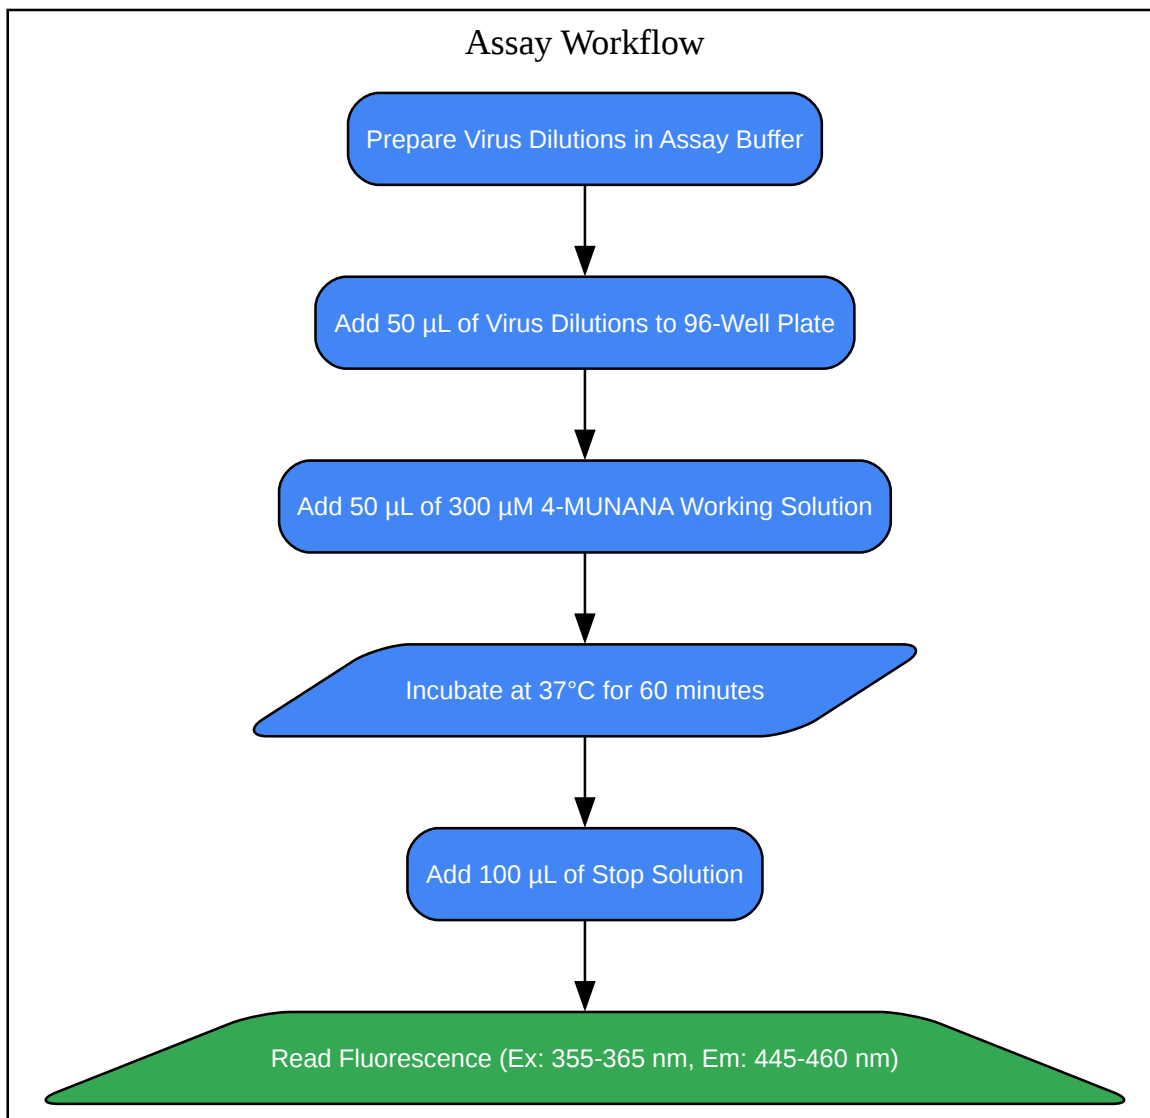 Assay Workflow
Prepare Virus Dilutions in Assay Buffer
Add 50 µL of Virus Dilutions to 96-Well Plate
Add 50 µL of 300 µM 4-MUNANA Working Solution
Incubate at 37°C for 60 minutes
Add 100 µL of Stop Solution
Read Fluorescence (Ex: 355-365 nm, Em: 445-460 nm)